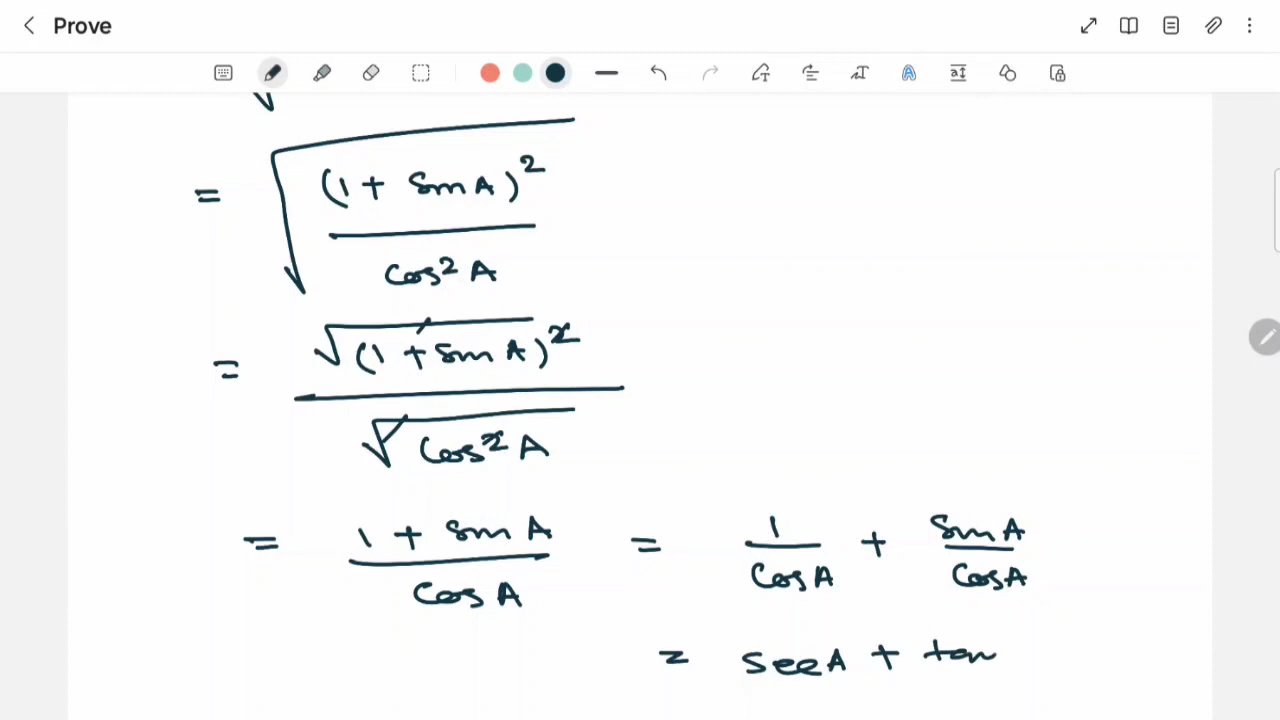 Prove
√
= √((1 + sin A)² / cos² A)
= √(1 + sin A)² / √cos² A
= (1 + sin A) / cos A = 1 / cos A + sin A / cos A
= sec A + tan